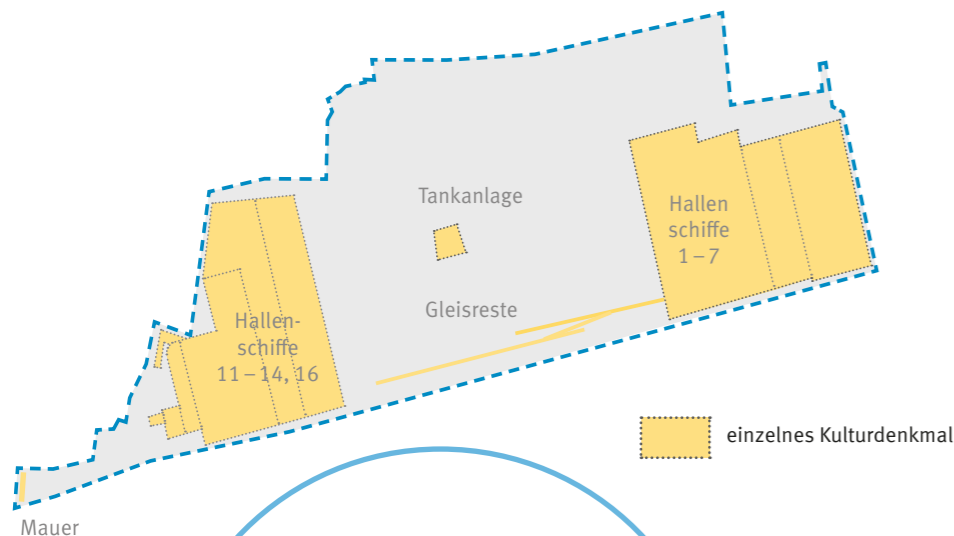 Tankanlage
Hallen
schiffe
1 – 7
Gleisreste
Hallen-
schiffe
11 – 14, 16
einzelnes Kulturdenkmal
Mauer